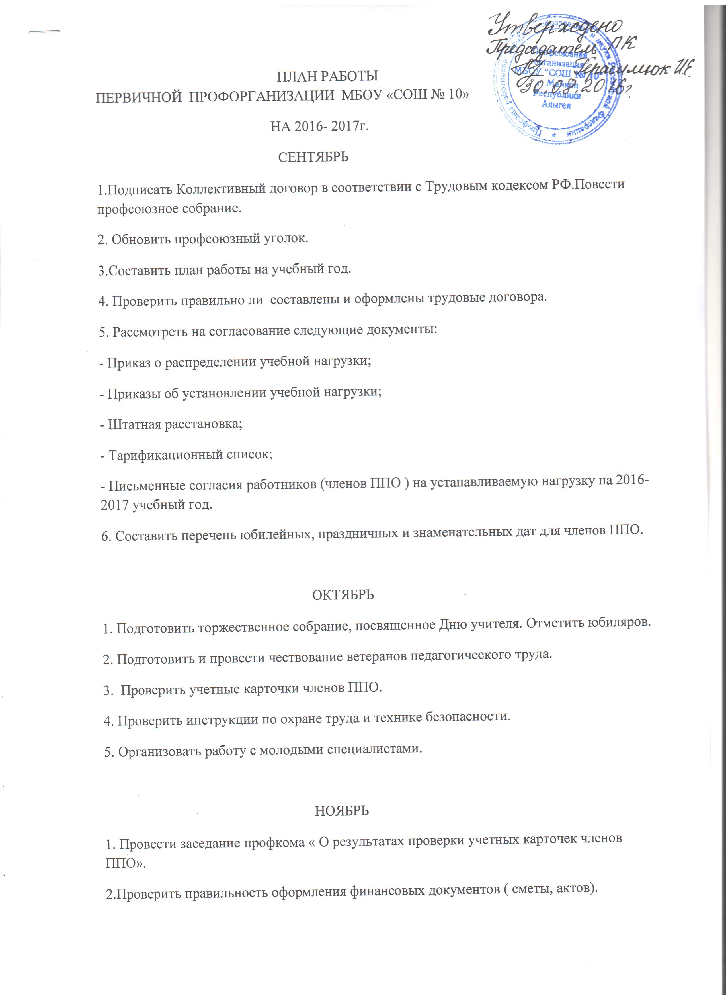 Утверждено
Председатель ПК
Герасимюк И.Е.
30.08.2016г
Профсоюз работников народного образования и науки Российской Федерации *
Профсоюзная
организация
МБОУ "СОШ № 10"
г. Майкоп
Республики
Адыгея
ПЛАН РАБОТЫ
ПЕРВИЧНОЙ ПРОФОРГАНИЗАЦИИ МБОУ «СОШ № 10»
НА 2016- 2017г.
СЕНТЯБРЬ
1.Подписать Коллективный договор в соответствии с Трудовым кодексом РФ.Повести
профсоюзное собрание.
2. Обновить профсоюзный уголок.
3.Составить план работы на учебный год.
4. Проверить правильно ли составлены и оформлены трудовые договора.
5. Рассмотреть на согласование следующие документы:
- Приказ о распределении учебной нагрузки;
- Приказы об установлении учебной нагрузки;
- Штатная расстановка;
- Тарификационный список;
- Письменные согласия работников (членов ППО ) на устанавливаемую нагрузку на 2016-
2017 учебный год.
6. Составить перечень юбилейных, праздничных и знаменательных дат для членов ППО.
ОКТЯБРЬ
1. Подготовить торжественное собрание, посвященное Дню учителя. Отметить юбиляров.
2. Подготовить и провести чествование ветеранов педагогического труда.
3. Проверить учетные карточки членов ППО.
4. Проверить инструкции по охране труда и технике безопасности.
5. Организовать работу с молодыми специалистами.
НОЯБРЬ
1. Провести заседание профкома « О результатах проверки учетных карточек членов
ППО».
2.Проверить правильность оформления финансовых документов ( сметы, актов).